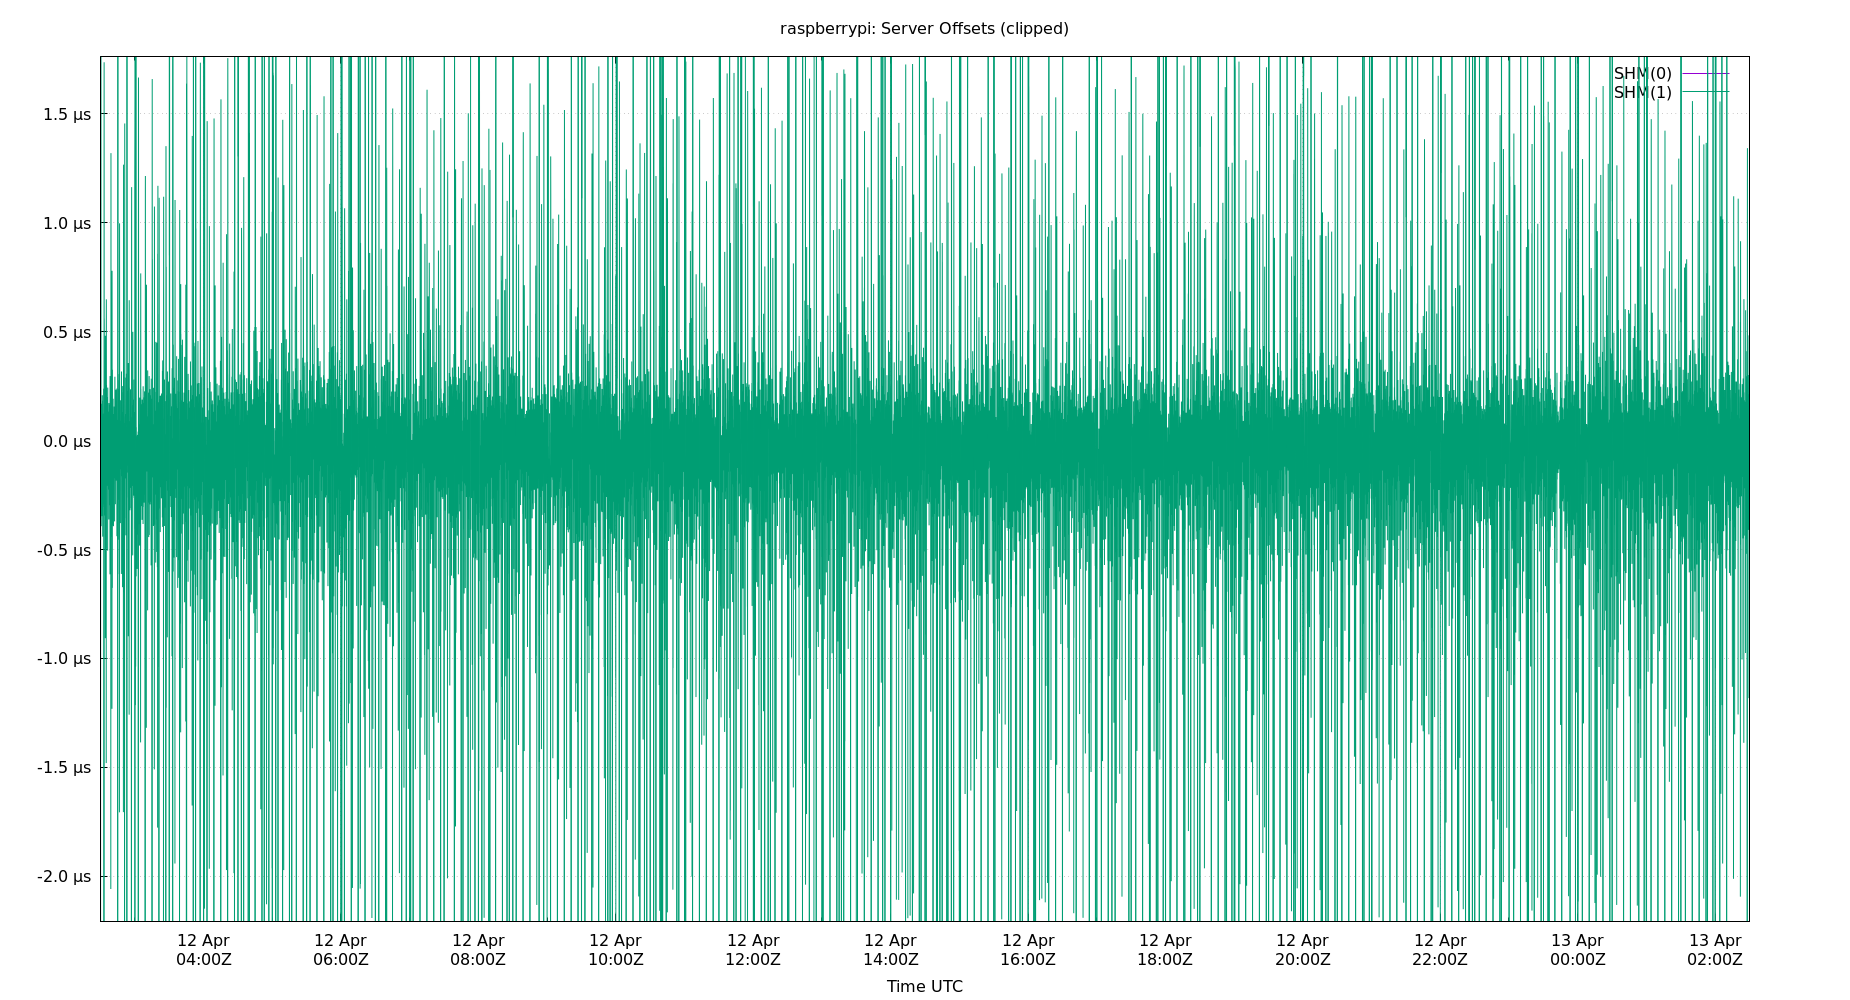 raspberrypi: Server Offsets (clipped)
SHM(0)
SHM(1)
1.5 µs
1.0 µs
0.5 µs
0.0 µs
-0.5 µs
-1.0 µs
-1.5 µs
-2.0 µs
12 Apr 12 Apr 12 Apr 12 Apr 12 Apr 12 Apr 12 Apr 12 Apr 12 Apr 12 Apr 13 Apr 13 Apr
04:00Z 06:00Z 08:00Z 10:00Z 12:00Z 14:00Z 16:00Z 18:00Z 20:00Z 22:00Z 00:00Z 02:00Z
Time UTC